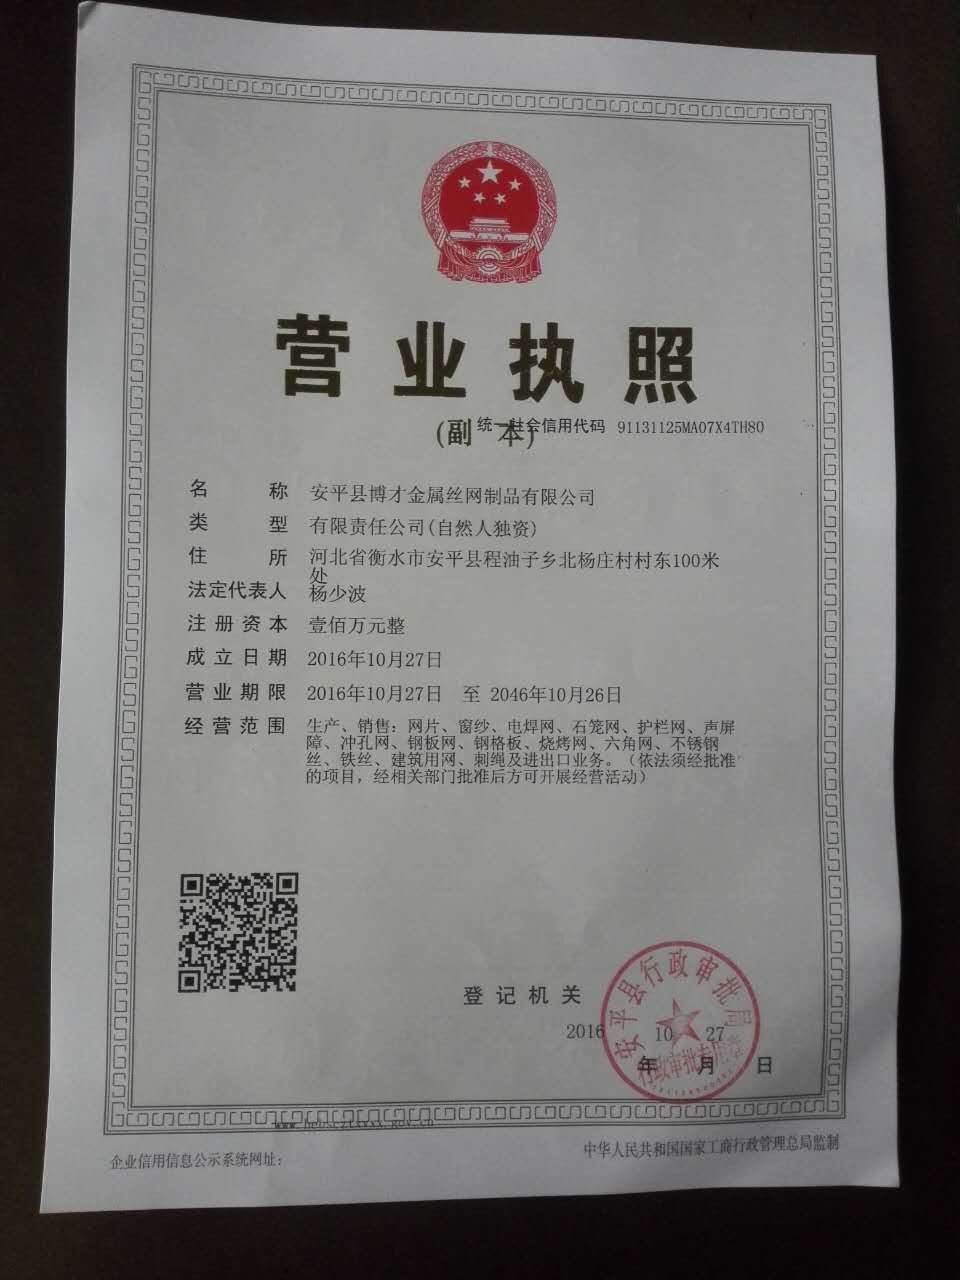 营业执照
(副 本)
统一社会信用代码 91131125MA07X4TH80
名 称 安平县博才金属丝网制品有限公司
类 型 有限责任公司(自然人独资)
住 所 河北省衡水市安平县程油子乡北杨庄村村东100米
处
法定代表人 杨少波
注册资本 壹佰万元整
成立日期 2016年10月27日
营业期限 2016年10月27日 至 2046年10月26日
经营范围 生产、销售：网片、窗纱、电焊网、石笼网、护栏网、声屏
障、冲孔网、钢板网、钢格板、烧烤网、六角网、不锈钢
丝、铁丝、建筑用网、刺绳及进出口业务。（依法须经批准
的项目，经相关部门批准后方可开展经营活动）
登记机关
安平县行政审批局
行政审批专用章
2016 10 27
年 月 日
企业信用信息公示系统网址：
中华人民共和国国家工商行政管理总局监制